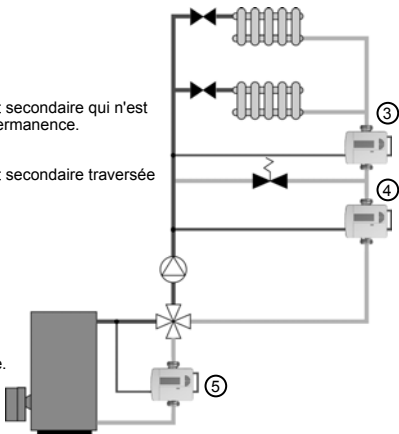 t secondaire qui n'est
ermanence.
③
t secondaire traversée
④
e.
⑤